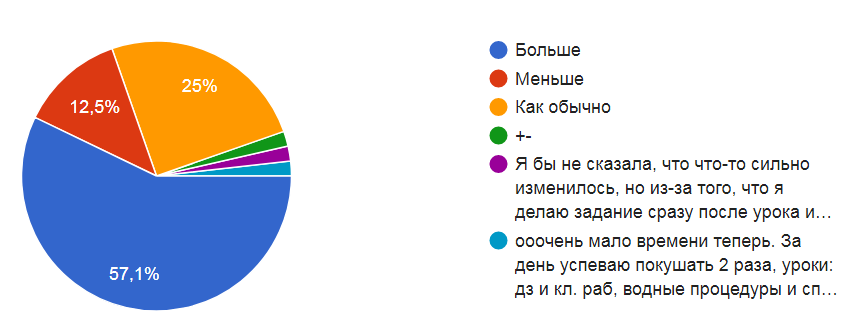 Больше
25%
Меньше
12,5%
Как обычно
+-
Я бы не сказала, что что-то сильно
изменилось, но из-за того, что я
делаю задание сразу после урока и...
ооочень мало времени теперь. За
день успеваю покушать 2 раза, уроки:
57,1%
дз и кл. раб, водные процедуры и сп...